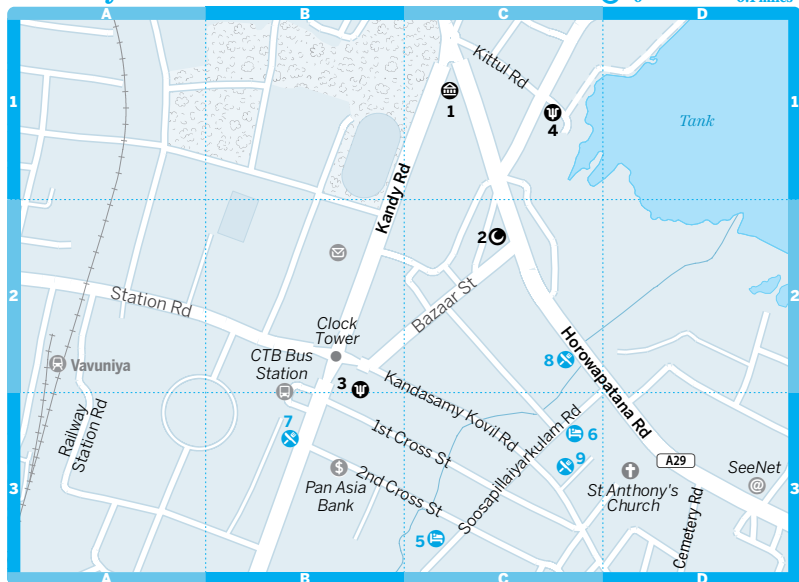 A
B
C
D
1
1
Kittul Rd
1
4
Tank
Kandy Rd
2
2
2
Station Rd
Bazaar St
Clock
Tower
CTB Bus
Station
3
Vavuniya
8
Horowapatana Rd
Kandasamy Kovil Rd
Railway
Station Rd
7
1st Cross St
6
9
A29
SeeNet
@
3
3
$
Pan Asia
Bank
2nd Cross St
Soosapillaiyarkulam Rd
St Anthony's
Church
Cemetery Rd
5
A
B
C
D